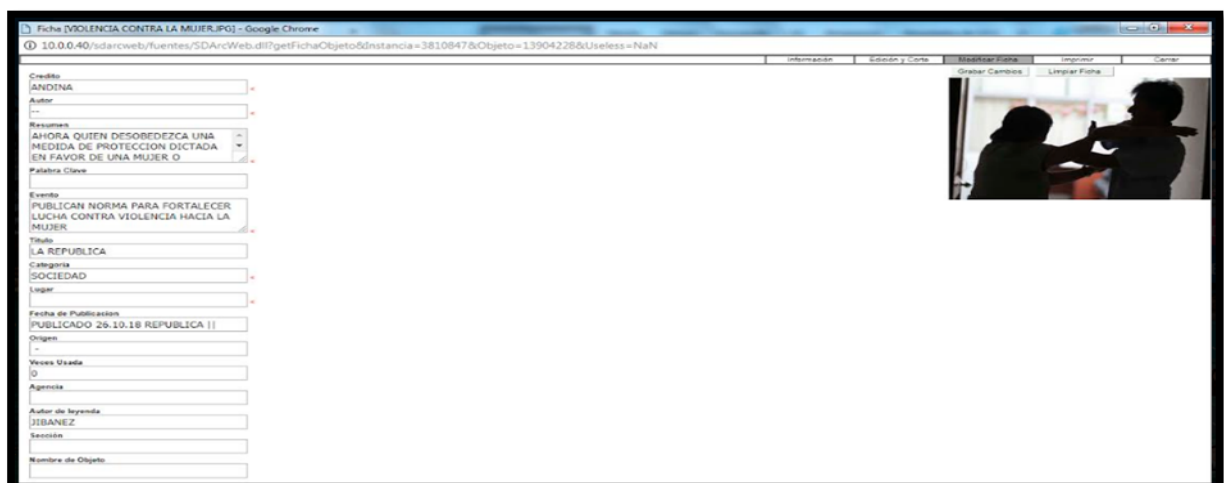 Ficha [VIOLENCIA CONTRA LA MUJER.JPG] - Google Chrome
10.0.0.40/sdarcweb/fuentes/SDArcWeb.dll?getFichaObjeto&Instancia=3810847&Objeto=13904228&Useless=NaN
Información Edición y Corte Modificar Ficha Imprimir Cerrar
Grabar Cambios Limpiar Ficha
Credito
ANDINA
Autor
--
Resumen
AHORA QUIEN DESOBEDEZCA UNA
MEDIDA DE PROTECCION DICTADA
EN FAVOR DE UNA MUJER O
Palabra Clave
Evento
PUBLICAN NORMA PARA FORTALECER
LUCHA CONTRA VIOLENCIA HACIA LA
MUJER
Titulo
LA REPUBLICA
Categoria
SOCIEDAD
Lugar
Fecha de Publicacion
PUBLICADO 26.10.18 REPUBLICA ||
Origen
-
Veces Usada
0
Agencia
Autor de leyenda
JIBANEZ
Sección
Nombre de Objeto